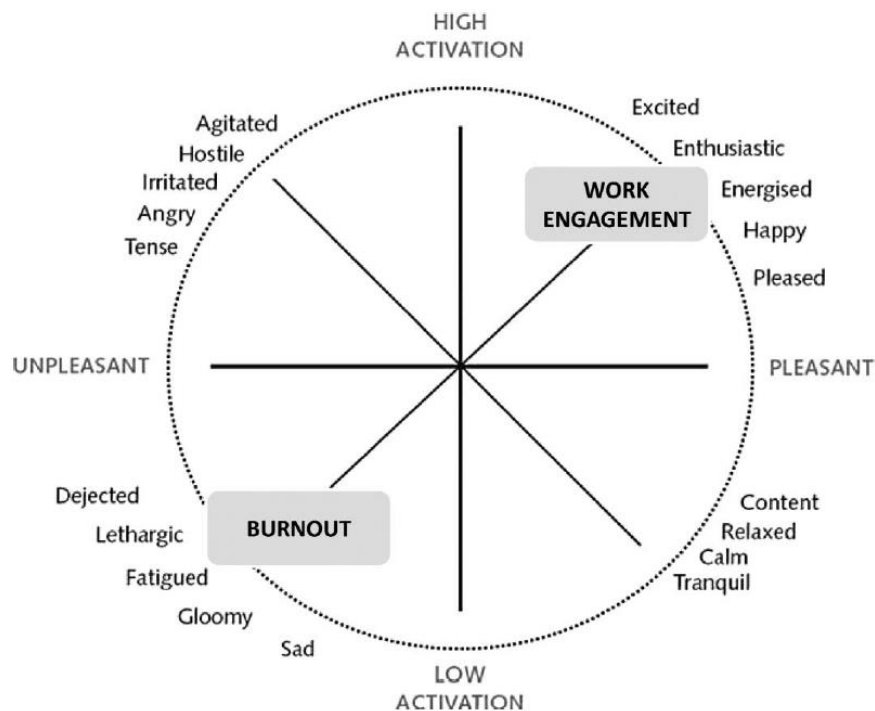 HIGH
ACTIVATION
Agitated
Hostile
Irritated
Angry
Tense
Excited
Enthusiastic
Energised
Happy
Pleased
WORK
ENGAGEMENT
UNPLEASANT
PLEASANT
Dejected
Lethargic
Fatigued
Gloomy
Sad
BURNOUT
Content
Relaxed
Calm
Tranquil
LOW
ACTIVATION